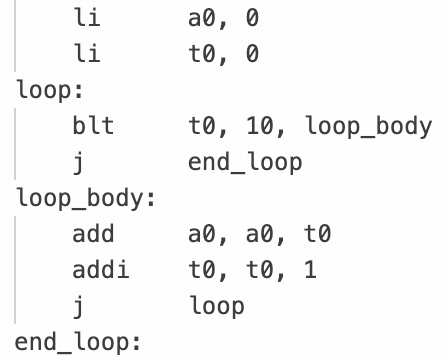 li a0, 0
li t0, 0
loop:
blt t0, 10, loop_body
j end_loop
loop_body:
add a0, a0, t0
addi t0, t0, 1
j loop
end_loop: